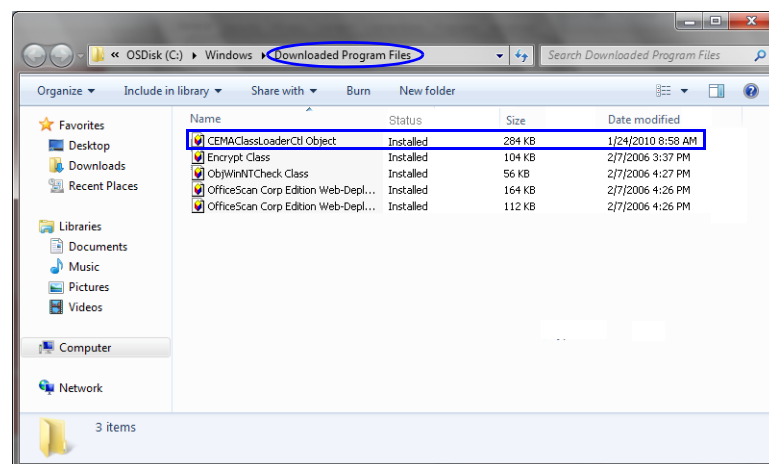 « OSDisk (C:) Windows Downloaded Program Files Search Downloaded Program Files
Organize Include in library Share with Burn New folder
Favorites
Desktop
Downloads
Recent Places
Libraries
Documents
Music
Pictures
Videos
Computer
Network
Name Status Size Date modified
CEMAClassLoaderCtl Object Installed 284 KB 1/24/2010 8:58 AM
Encrypt Class Installed 104 KB 2/7/2006 3:37 PM
ObjWinNTCheck Class Installed 56 KB 2/7/2006 4:27 PM
OfficeScan Corp Edition Web-Depl... Installed 164 KB 2/7/2006 4:26 PM
OfficeScan Corp Edition Web-Depl... Installed 112 KB 2/7/2006 4:26 PM
3 items